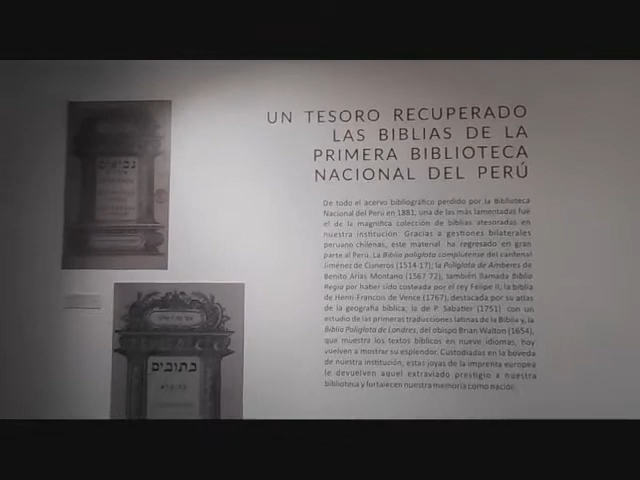 UN TESORO RECUPERADO
LAS BIBLIAS DE LA
PRIMERA BIBLIOTECA
NACIONAL DEL PERÚ
De todo el acervo bibliográfico perdido por la Biblioteca
Nacional del Perú en 1881, una de las más lamentadas fue
el de la magnífica colección de biblias atesoradas en
nuestra institución. Gracias a gestiones bilaterales
peruano chilenas, este material ha regresado en gran
parte al Perú. La Biblia políglota complutense del cardenal
Jiménez de Cisneros (1514-17); la Políglota de Amberes de
Benito Arias Montano (1567-72), también llamada Biblia
Regia por haber sido costeada por el rey Felipe II; la biblia
de Henri-Francois de Vence (1767), destacada por su atlas
de la geografía bíblica; la de P. Sabatier (1751) con un
estudio de las primeras traducciones latinas de la Biblia y, la
Biblia Políglota de Londres, del obispo Brian Walton (1654),
que muestra los textos bíblicos en nueve idiomas, hoy
vuelven a mostrar su esplendor. Custodiadas en la bóveda
de nuestra institución, estas joyas de la imprenta europea
le devuelven aquel extraviado prestigio a nuestra
biblioteca y fortalecen nuestra memoria como nación.
נביאים
כתובים